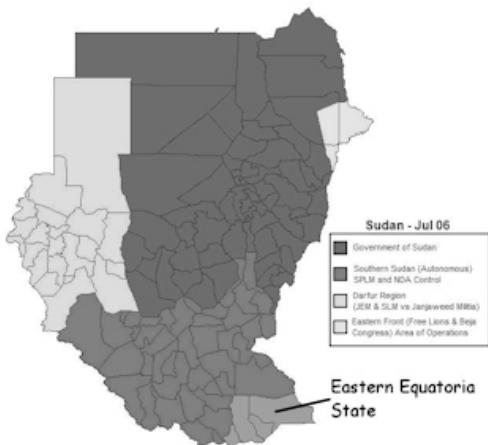 Sudan - Jul 06
Government of Sudan
Southern Sudan (Autonomous)
SPLM and NDA Control
Darfur Region
(JEM & SLM vs Janjaweed Militia)
Eastern Front (Free Lions & Beja
Congress) Area of Operations
Eastern Equatoria
State